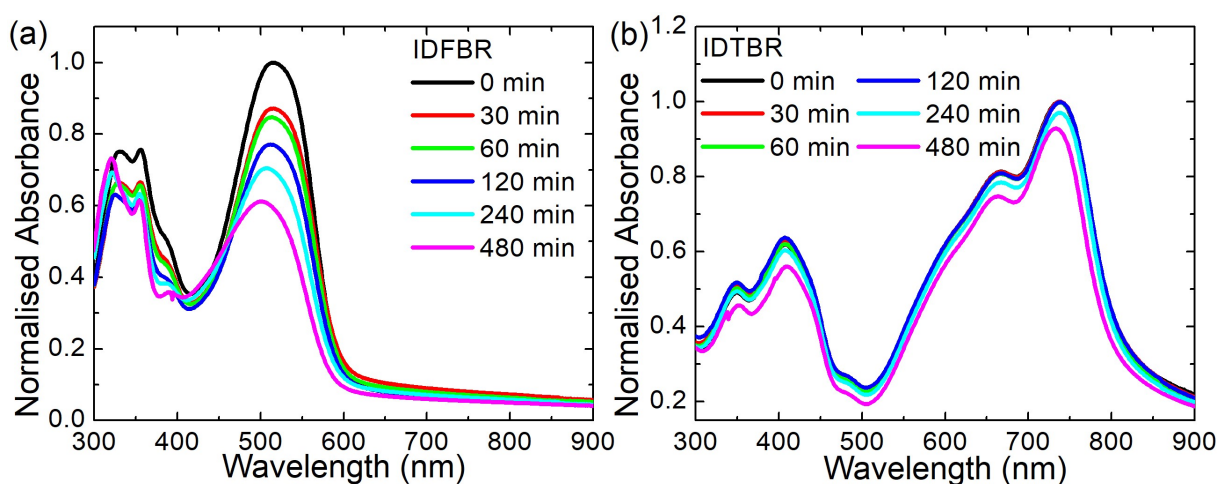 (a)
IDFBR
0 min
30 min
60 min
120 min
240 min
480 min
Normalised Absorbance
1.0
0.8
0.6
0.4
0.2
0.0
300 400 500 600 700 800 900
Wavelength (nm)
(b)
IDTBR
0 min 120 min
30 min 240 min
60 min 480 min
Normalised Absorbance
1.2
1.0
0.8
0.6
0.4
0.2
300 400 500 600 700 800 900
Wavelength (nm)